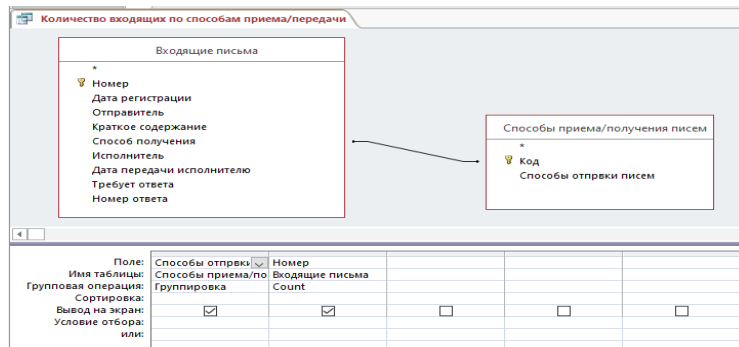 Количество входящих по способам приема/передачи
Входящие письма
*
Номер
Дата регистрации
Отправитель
Краткое содержание
Способ получения
Исполнитель
Дата передачи исполнителю
Требует ответа
Номер ответа
Способы приема/получения писем
*
Код
Способы отпрвки писем
Поле: Способы отпрвки Номер
Имя таблицы: Способы приема/по Входящие письма
Групповая операция: Группировка Count
Сортировка:
Вывод на экран:
Условие отбора:
или: